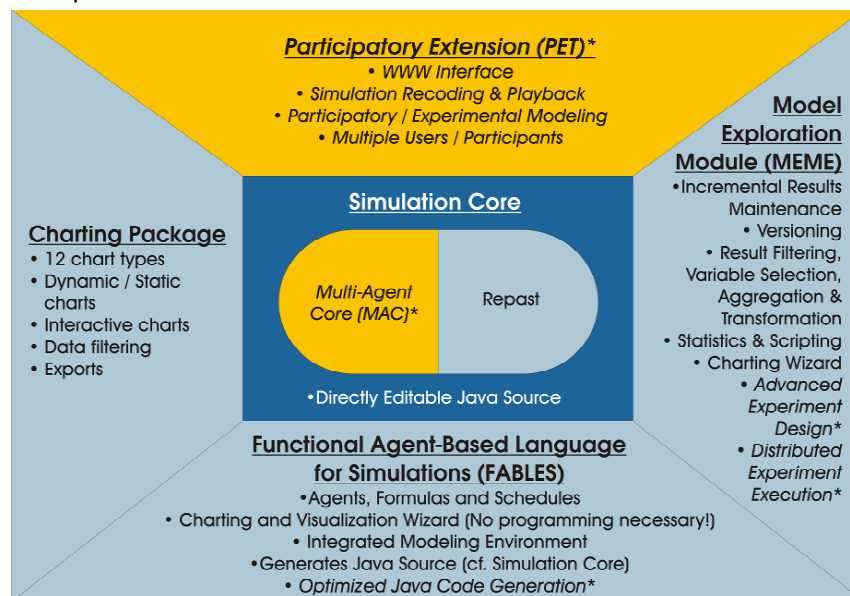 Participatory Extension (PET)*
• WWW Interface
• Simulation Recoding & Playback
• Participatory / Experimental Modeling
• Multiple Users / Participants
Charting Package
• 12 chart types
• Dynamic / Static
charts
• Interactive charts
• Data filtering
• Exports
Simulation Core
Multi-Agent
Core (MAC)*
Repast
•Directly Editable Java Source
Model
Exploration
Module (MEME)
•Incremental Results
Maintenance
• Versioning
• Result Filtering,
Variable Selection,
Aggregation &
Transformation
• Statistics & Scripting
• Charting Wizard
• Advanced
Experiment
Design*
• Distributed
Experiment
Execution*
Functional Agent-Based Language
for Simulations (FABLES)
•Agents, Formulas and Schedules
• Charting and Visualization Wizard (No programming necessary!)
• Integrated Modeling Environment
•Generates Java Source (cf. Simulation Core)
• Optimized Java Code Generation*